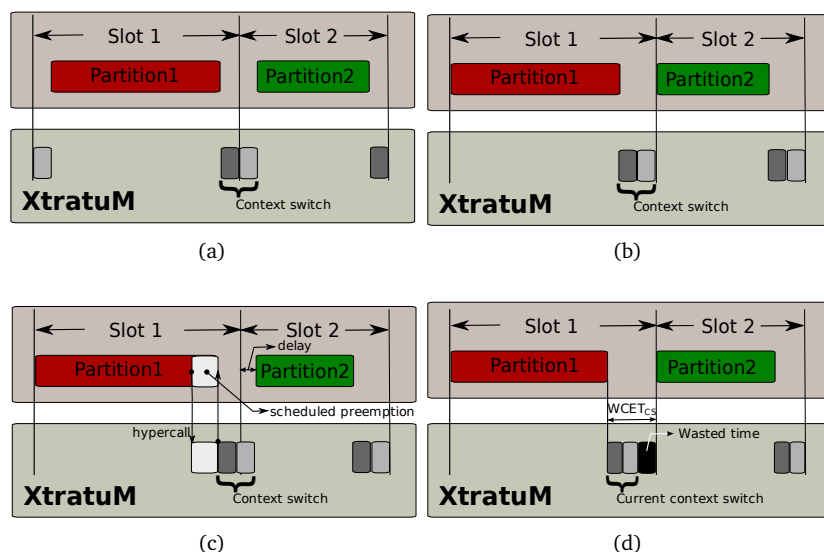 Slot 1 Slot 2
Partition1 Partition2
XtratuM
Context switch
(a)
Slot 1 Slot 2
Partition1 Partition2
XtratuM
Context switch
(b)
Slot 1 Slot 2
delay
Partition1 Partition2
scheduled preemption
hypercall
XtratuM
Context switch
(c)
Slot 1 Slot 2
Partition1 Partition2
WCETCS
Wasted time
XtratuM
Current context switch
(d)